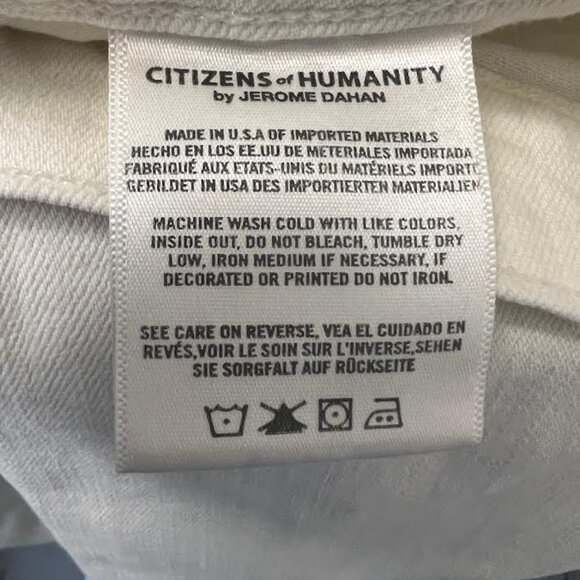 CITIZENS of HUMANITY
by JEROME DAHAN
MADE IN U.S.A OF IMPORTED MATERIALS
HECHO EN LOS EE.UU DE METERIALES IMPORTADA
FABRIQUÉ AUX ETATS-UNIS DU MATÉRIELS IMPORTE
GEBILDET IN USA DES IMPORTIERTEN MATERIALIEN
MACHINE WASH COLD WITH LIKE COLORS,
INSIDE OUT, DO NOT BLEACH, TUMBLE DRY
LOW, IRON MEDIUM IF NECESSARY, IF
DECORATED OR PRINTED DO NOT IRON.
SEE CARE ON REVERSE, VEA EL CUIDADO EN
REVÉS,VOIR LE SOIN SUR L'INVERSE,SEHEN
SIE SORGFALT AUF RÜCKSEITE